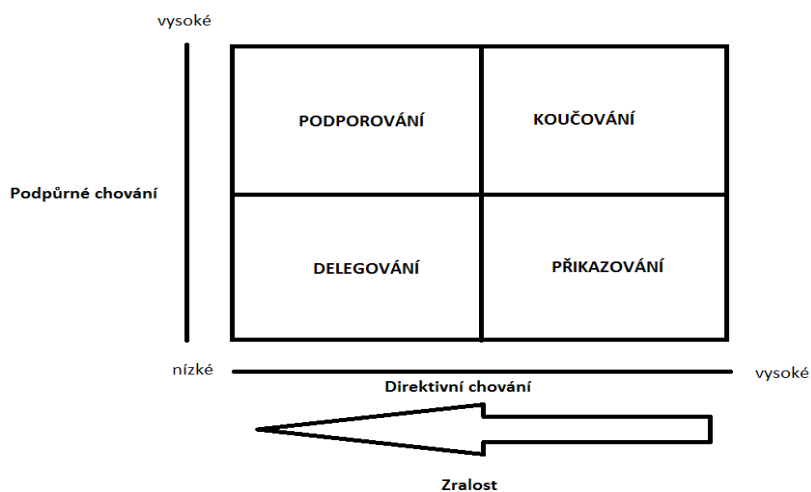 vysoké
PODPOROVÁNÍ
KOUČOVÁNÍ
Podpůrné chování
DELEGOVÁNÍ
PŘIKAZOVÁNÍ
nízké
vysoké
Direktivní chování
Zralost